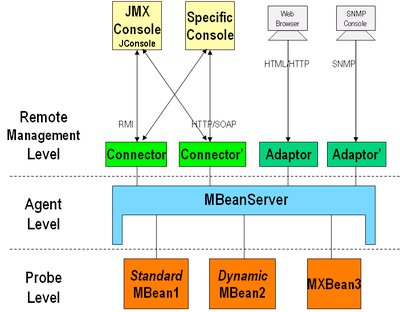 JMX
Console
JConsole
Specific
Console
Web
Browser
SNMP
Console
HTML/HTTP
SNMP
Remote
Management
Level
RMI
HTTP/SOAP
Connector
Connector'
Adaptor
Adaptor'
MBeanServer
Agent
Level
Probe
Level
Standard
MBean1
Dynamic
MBean2
MXBean3